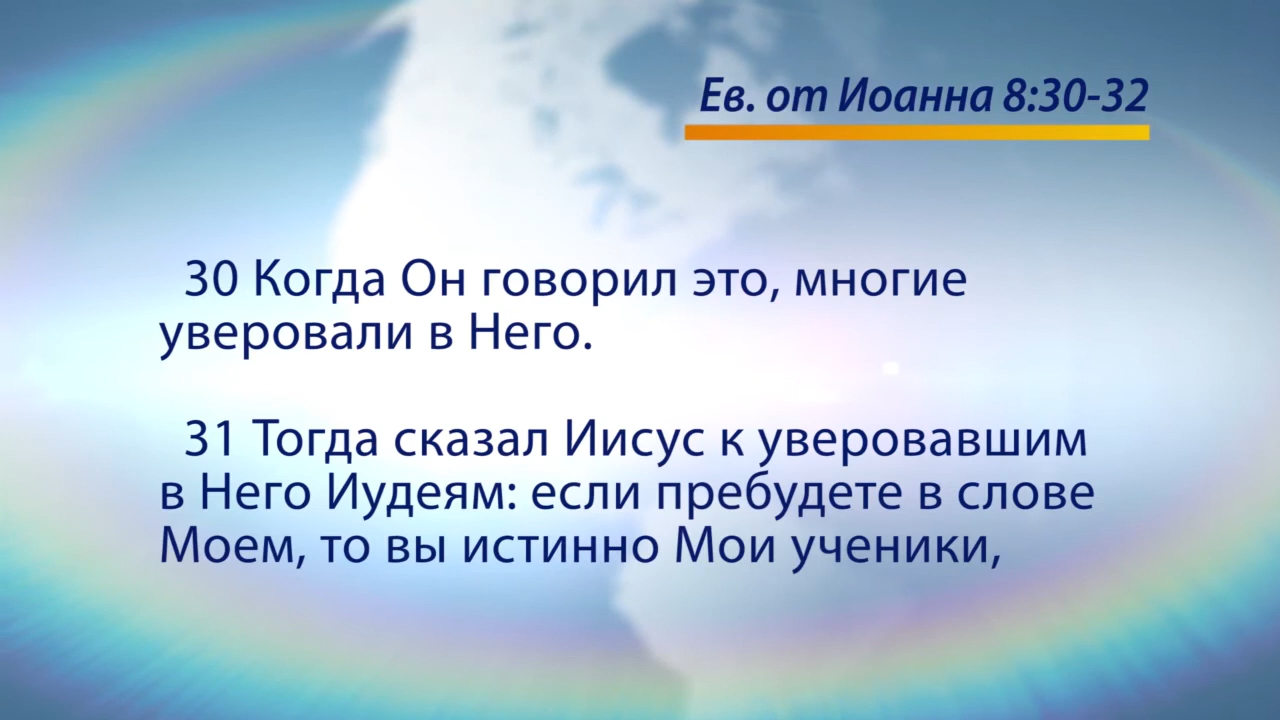 Ев. от Иоанна 8:30-32
30 Когда Он говорил это, многие
уверовали в Него.
31 Тогда сказал Иисус к уверовавшим
в Него Иудеям: если пребудете в слове
Моем, то вы истинно Мои ученики,